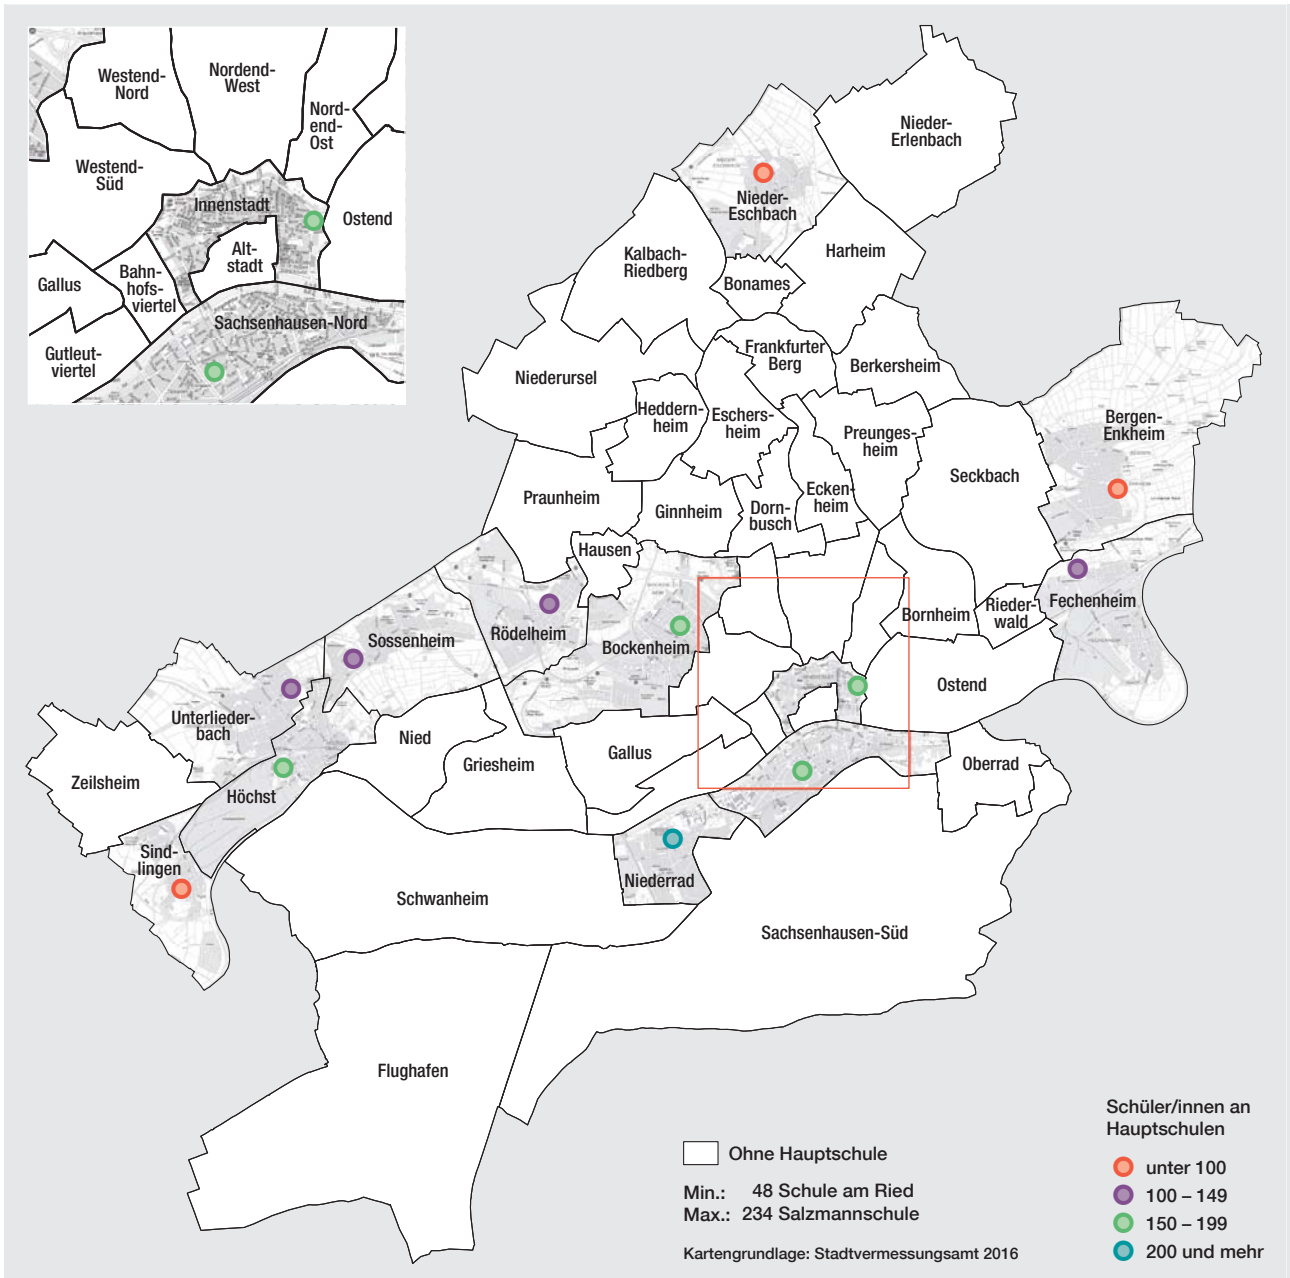 Westend-
Nord
Nordend-
West
Nord-
end-
Ost
Westend-
Süd
Innenstadt
Ostend
Alt-
stadt
Gallus
Bahn-
hofs-
viertel
Sachsenhausen-Nord
Gutleut-
viertel
Nieder-
Erlenbach
Nieder-
Eschbach
Harheim
Kalbach-
Riedberg
Bonames
Frankfurter
Berg
Berkersheim
Niederursel
Heddern-
heim
Eschers-
heim
Preunges-
heim
Bergen-
Enkheim
Seckbach
Praunheim
Ginnheim
Dorn-
busch
Ecken-
heim
Hausen
Rödelheim
Bockenheim
Bornheim
Rieder-
wald
Fechenheim
Sossenheim
Ostend
Unterlieder-
bach
Nied
Griesheim
Gallus
Oberrad
Zeilsheim
Höchst
Sind-
lingen
Niederrad
Schwanheim
Sachsenhausen-Süd
Flughafen
Ohne Hauptschule
Min.: 48 Schule am Ried
Max.: 234 Salzmannschule
Kartengrundlage: Stadtvermessungsamt 2016
Schüler/innen an
Hauptschulen
unter 100
100 – 149
150 – 199
200 und mehr